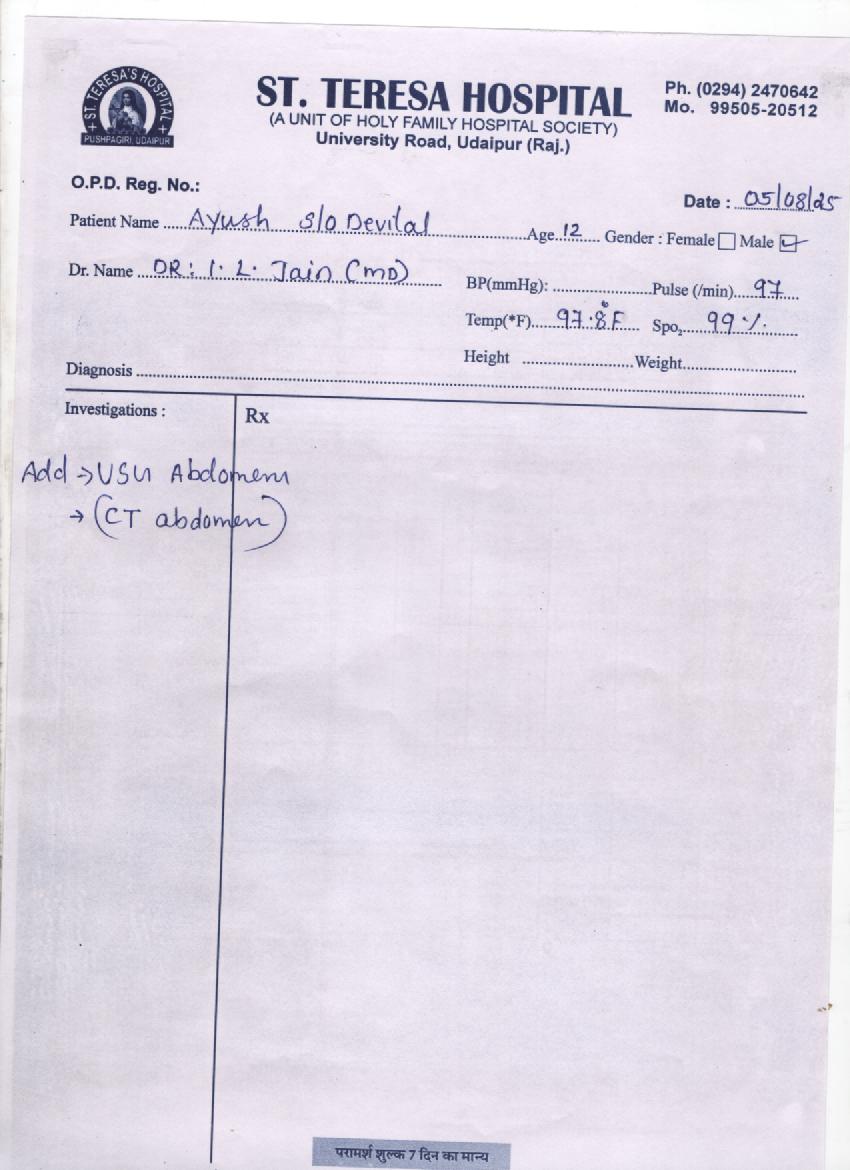 ST. TERESA'S HOSPITAL
PUSHPAGIRI, UDAIPUR
ST. TERESA HOSPITAL
(A UNIT OF HOLY FAMILY HOSPITAL SOCIETY)
University Road, Udaipur (Raj.)
Ph. (0294) 2470642
Mo. 99505-20512
O.P.D. Reg. No.:
Date : 05/08/25
Patient Name Ayush S/o Devilal Age 12 Gender : Female Male
Dr. Name DR: I. L. Jain (MD)
BP(mmHg): Pulse (/min) 97
Temp(*F) 97.8°F Spo2 99%
Height Weight
Diagnosis
Investigations :
Rx
Add → USG Abdomen
→ (CT abdomen)
परामर्श शुल्क 7 दिन का मान्य